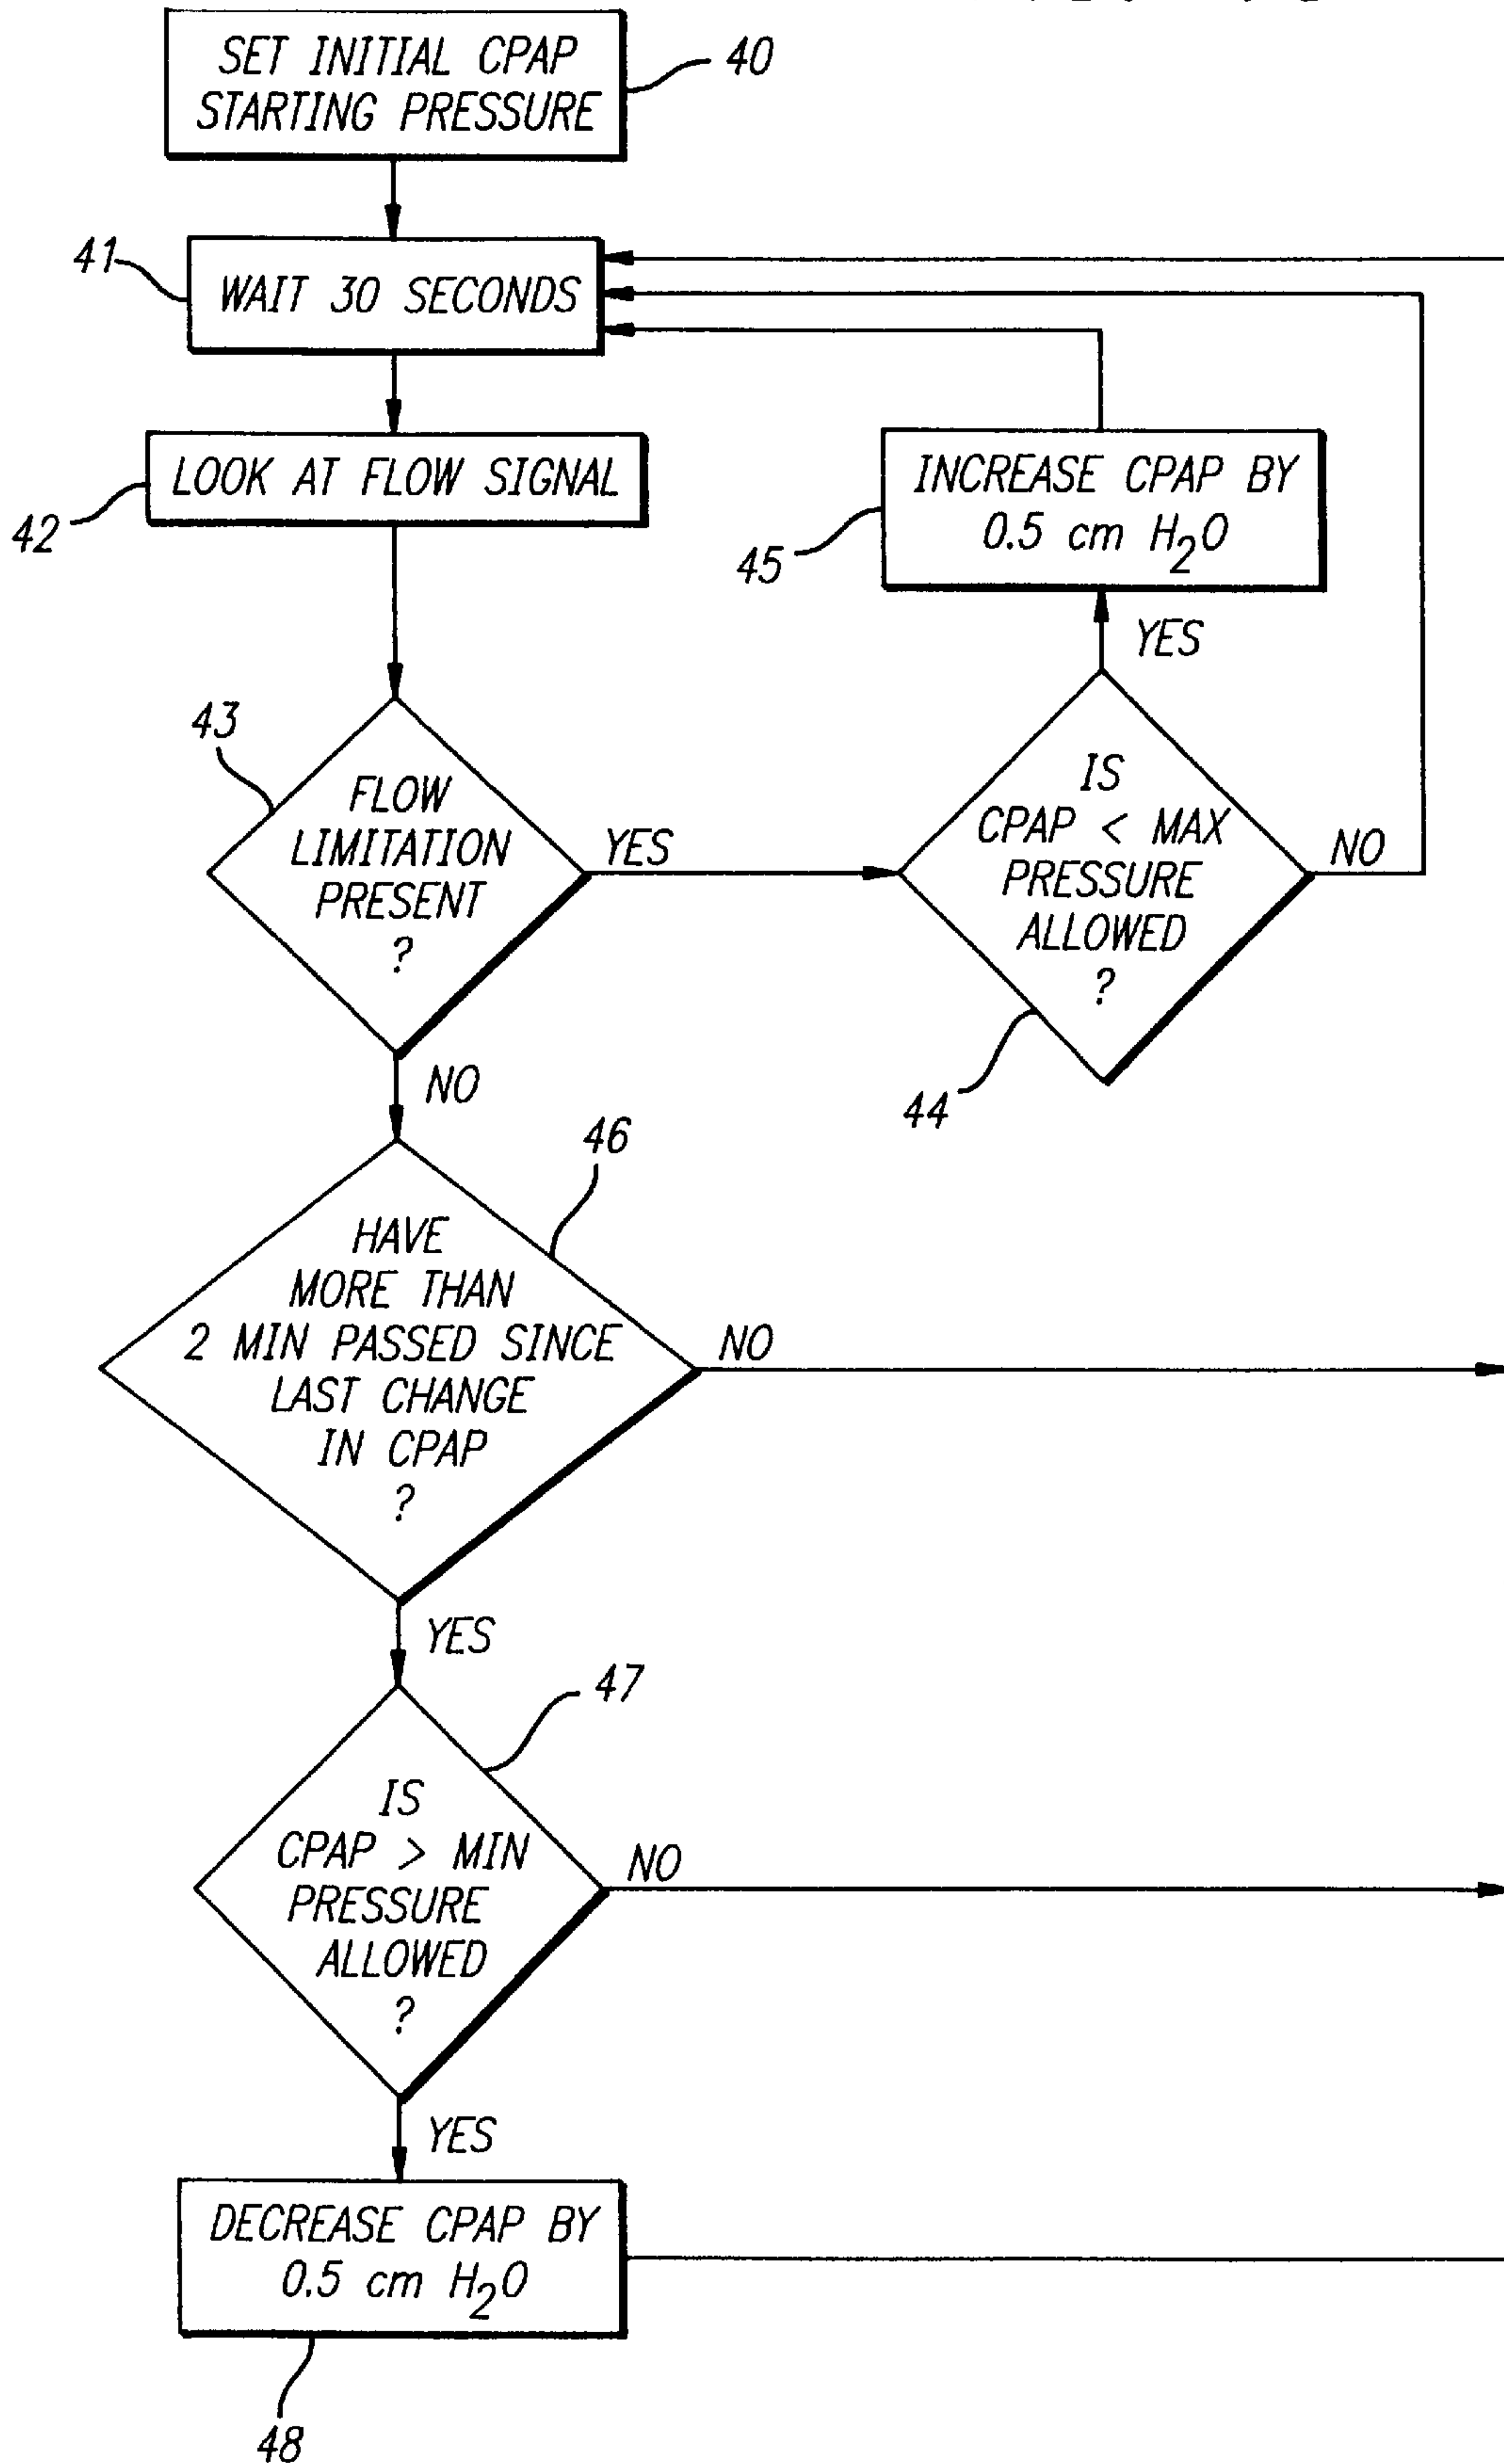 SET INITIAL CPAP
STARTING PRESSURE
40
41
WAIT 30 SECONDS
LOOK AT FLOW SIGNAL
42
INCREASE CPAP BY
0.5 cm H₂O
45
YES
43
FLOW
LIMITATION
PRESENT
?
YES
IS
CPAP < MAX
PRESSURE
ALLOWED
?
NO
44
NO
46
HAVE
MORE THAN
2 MIN PASSED SINCE
LAST CHANGE
IN CPAP
?
NO
YES
47
IS
CPAP > MIN
PRESSURE
ALLOWED
?
NO
YES
DECREASE CPAP BY
0.5 cm H₂O
48